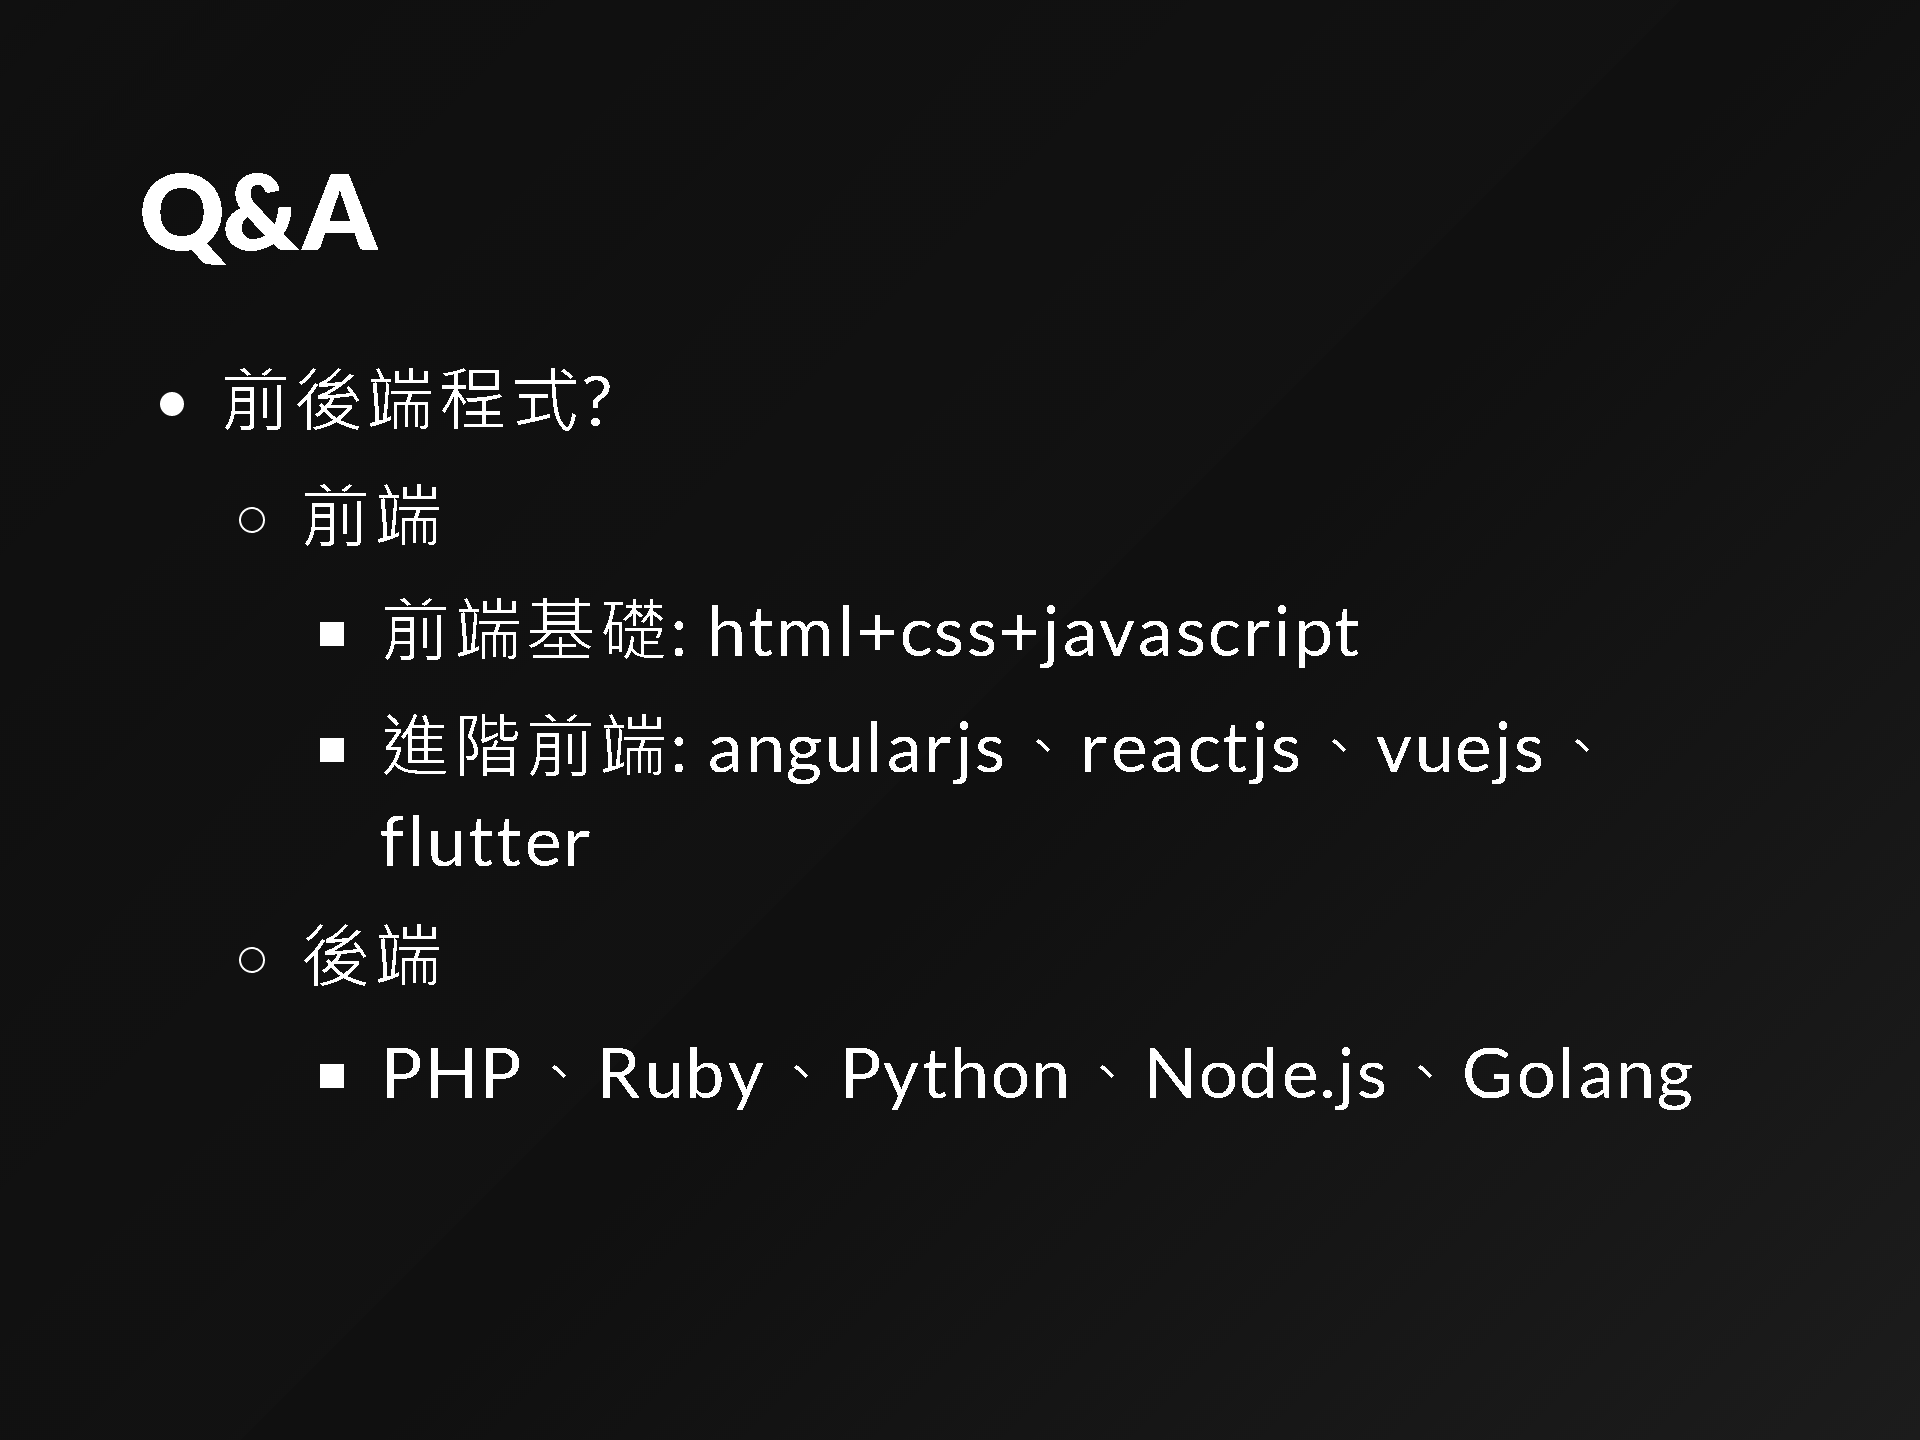 Q&A
前後端程式?
前端
前端基礎: html+css+javascript
進階前端: angularjs、reactjs、vuejs、
flutter
後端
PHP、Ruby、Python、Node.js、Golang